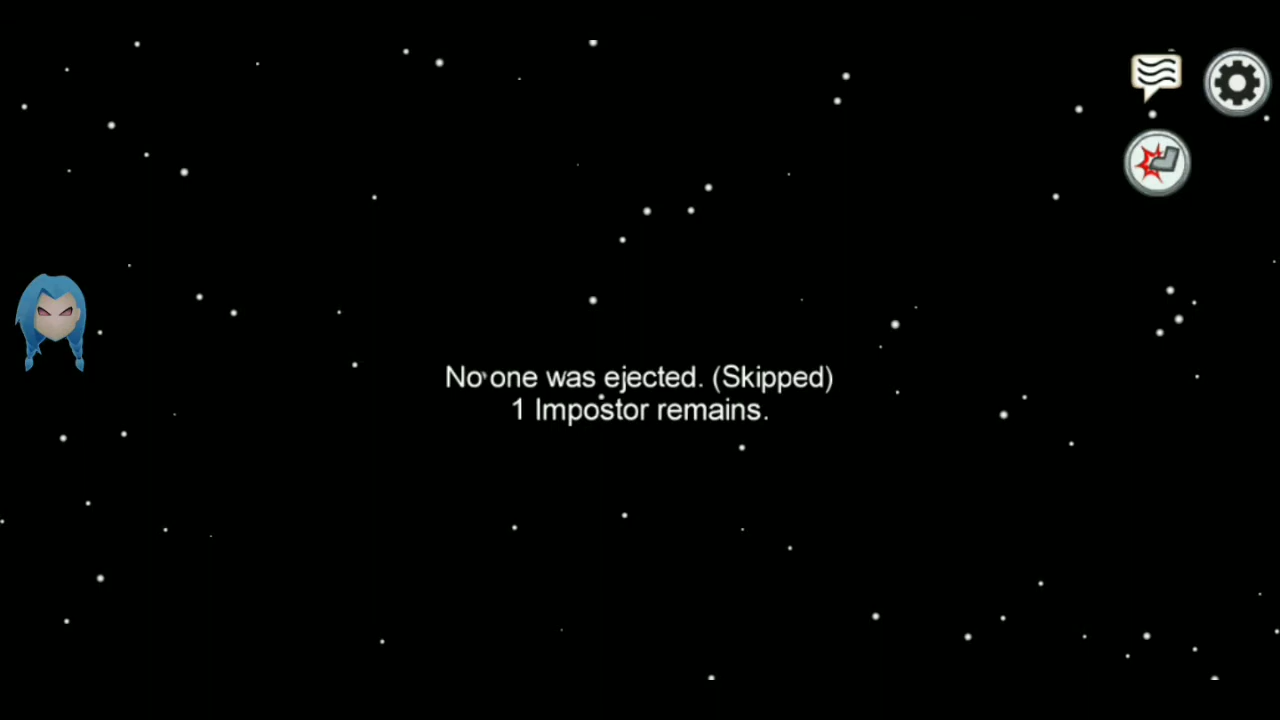 No one was ejected. (Skipped)
1 Impostor remains.